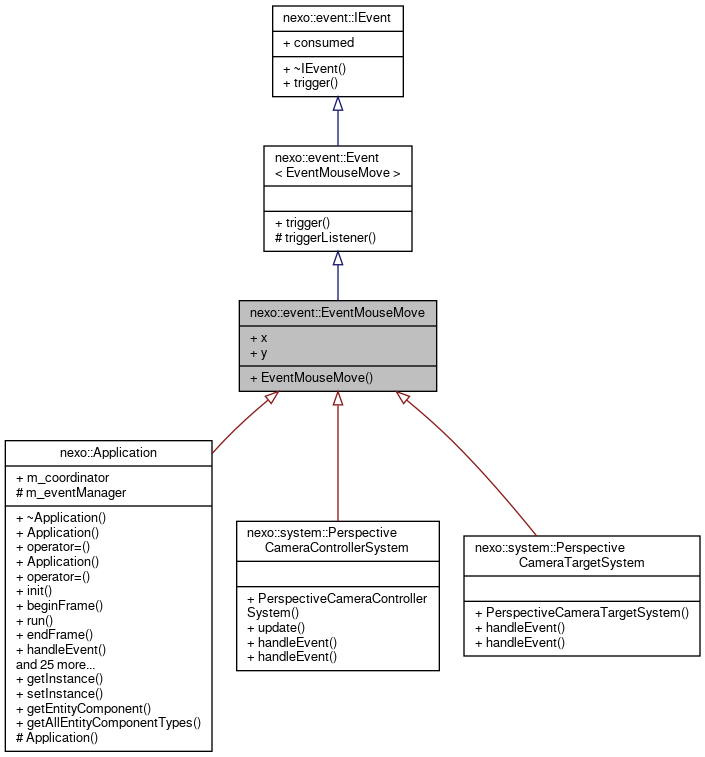 nexo::event::IEvent
+ consumed
+ ~IEvent()
+ trigger()
nexo::event::Event
< EventMouseMove >
+ trigger()
# triggerListener()
nexo::event::EventMouseMove
+ x
+ y
+ EventMouseMove()
nexo::Application
+ m_coordinator
# m_eventManager
+ ~Application()
+ Application()
+ operator=()
+ Application()
+ operator=()
+ init()
+ beginFrame()
+ run()
+ endFrame()
+ handleEvent()
and 25 more...
+ getInstance()
+ setInstance()
+ getEntityComponent()
+ getAllEntityComponentTypes()
# Application()
nexo::system::Perspective
CameraControllerSystem
+ PerspectiveCameraController
System()
+ update()
+ handleEvent()
+ handleEvent()
nexo::system::Perspective
CameraTargetSystem
+ PerspectiveCameraTargetSystem()
+ handleEvent()
+ handleEvent()